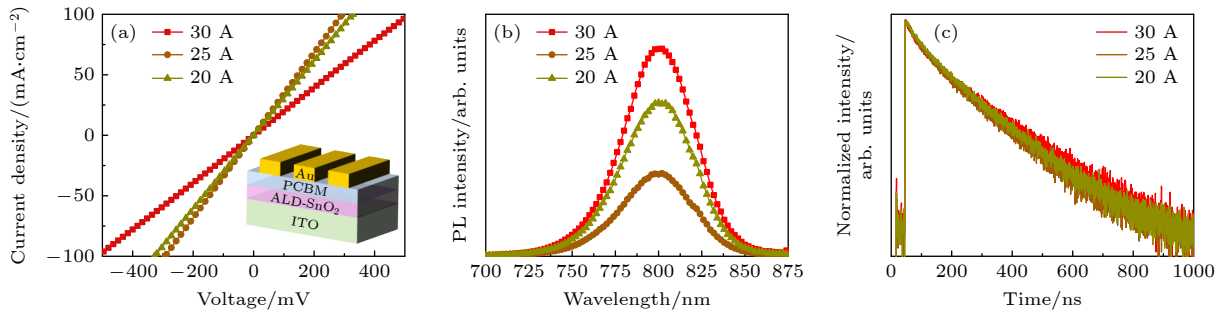 (a)
30 A
25 A
20 A
100
50
0
−50
−100
−400
−200
0
200
400
Current density/(mA·cm⁻²)
Voltage/mV
Au
PCBM
ALD-SnO₂
ITO
(b)
30 A
25 A
20 A
PL intensity/arb. units
700
725
750
775
800
825
850
875
Wavelength/nm
(c)
30 A
25 A
20 A
Normalized intensity/
arb. units
0
200
400
600
800
1000
Time/ns